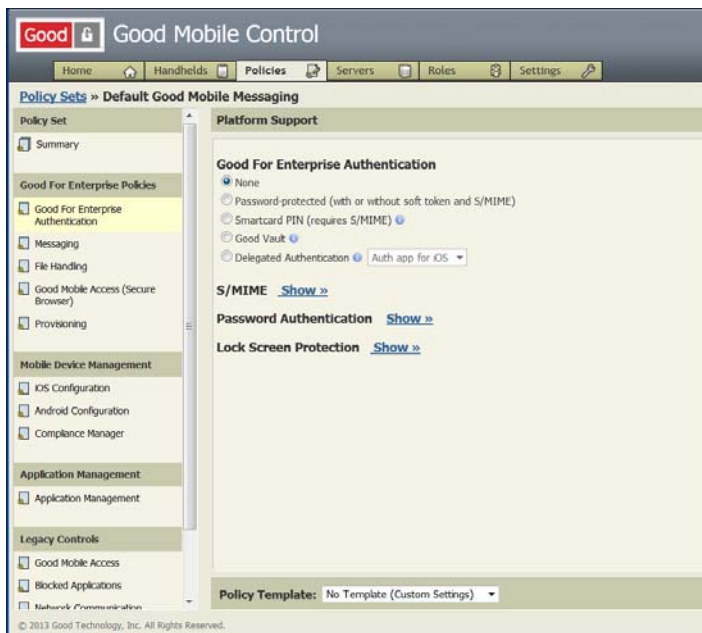 Good
Good Mobile Control
Home
Handhelds
Policies
Servers
Roles
Settings
Policy Sets » Default Good Mobile Messaging
Policy Set
Summary
Good For Enterprise Policies
Good For Enterprise
Authentication
Messaging
File Handling
Good Mobile Access (Secure
Browser)
Provisioning
Mobile Device Management
iOS Configuration
Android Configuration
Compliance Manager
Application Management
Application Management
Legacy Controls
Good Mobile Access
Blocked Applications
Network Communication
Platform Support
Good For Enterprise Authentication
None
Password-protected (with or without soft token and S/MIME)
Smartcard PIN (requires S/MIME)
Good Vault
Delegated Authentication Auth app for iOS
S/MIME Show »
Password Authentication Show »
Lock Screen Protection Show »
Policy Template: No Template (Custom Settings)
© 2013 Good Technology, Inc. All Rights Reserved.